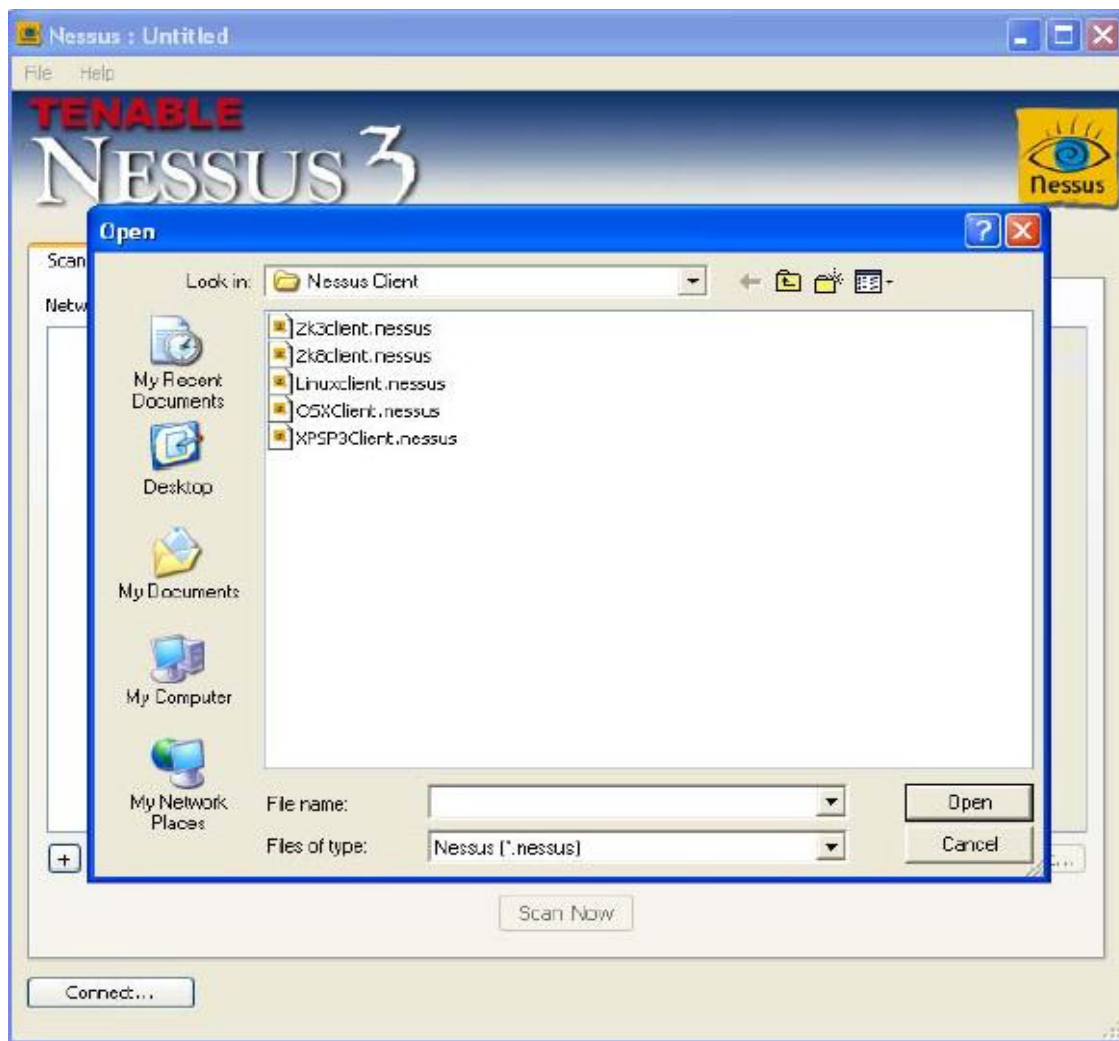 Nessus : Untitled
File Help
TENABLE
NESSUS 3
Nessus
Open
Scan
Look in: Nessus Client
Netw
2k3client.nessus
2k8client.nessus
Linuxclient.nessus
OSXClient.nessus
XPSP3Client.nessus
My Recent
Documents
Desktop
My Documents
My Computer
My Network
Places
File name: Open
Files of type: Nessus (*.nessus) Cancel
+
Scan Now
Connect...